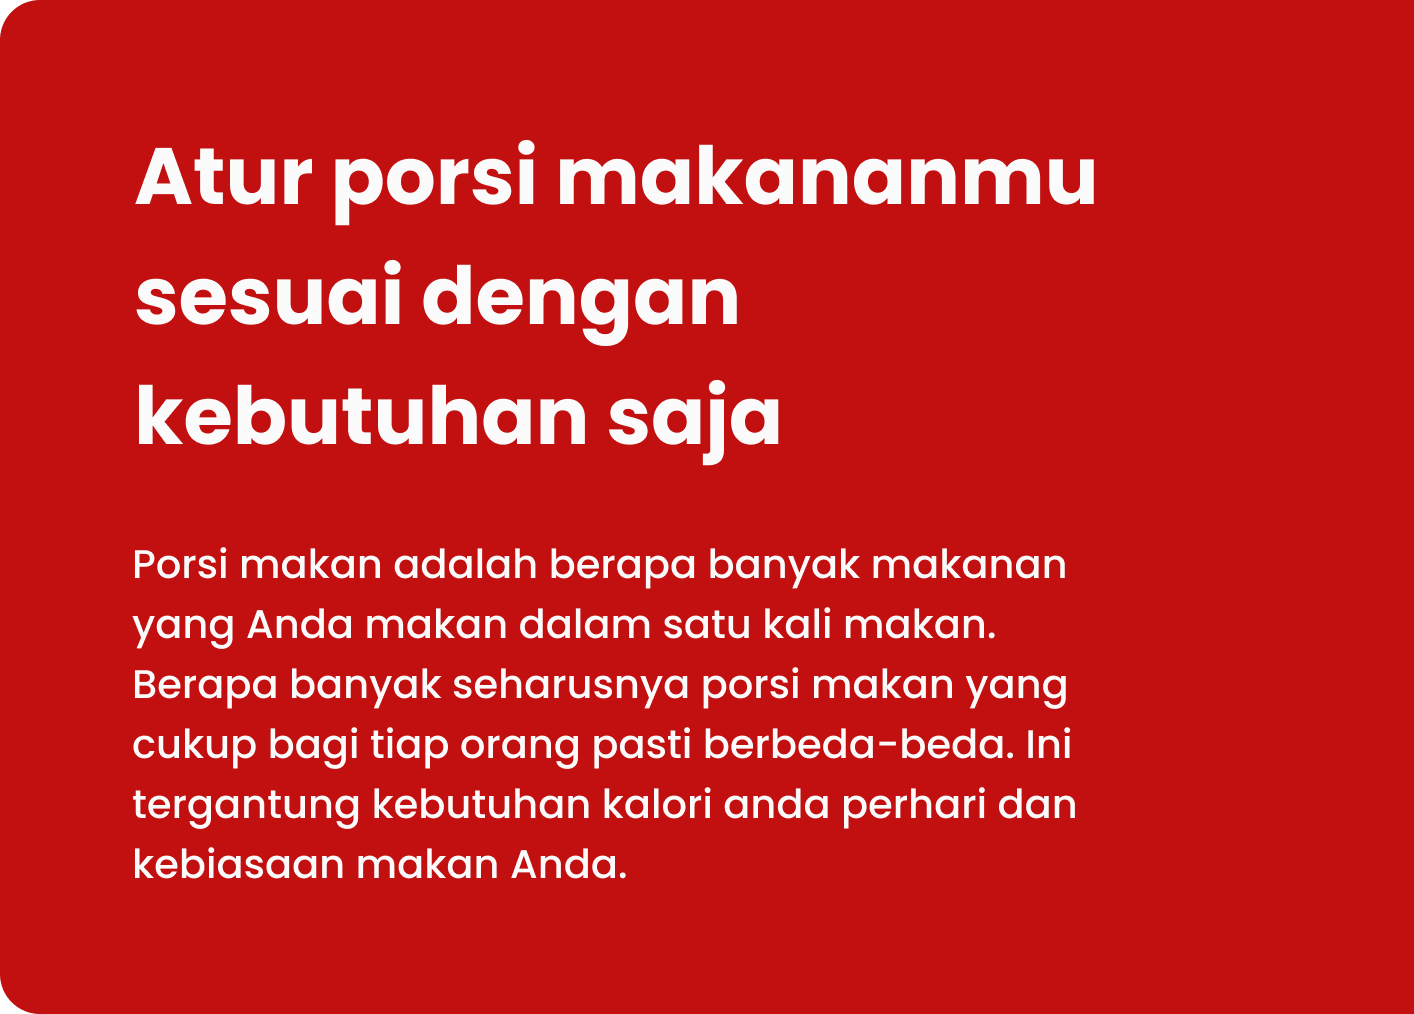 Atur porsi makananmu
sesuai dengan
kebutuhan saja
Porsi makan adalah berapa banyak makanan
yang Anda makan dalam satu kali makan.
Berapa banyak seharusnya porsi makan yang
cukup bagi tiap orang pasti berbeda-beda. Ini
tergantung kebutuhan kalori anda perhari dan
kebiasaan makan Anda.